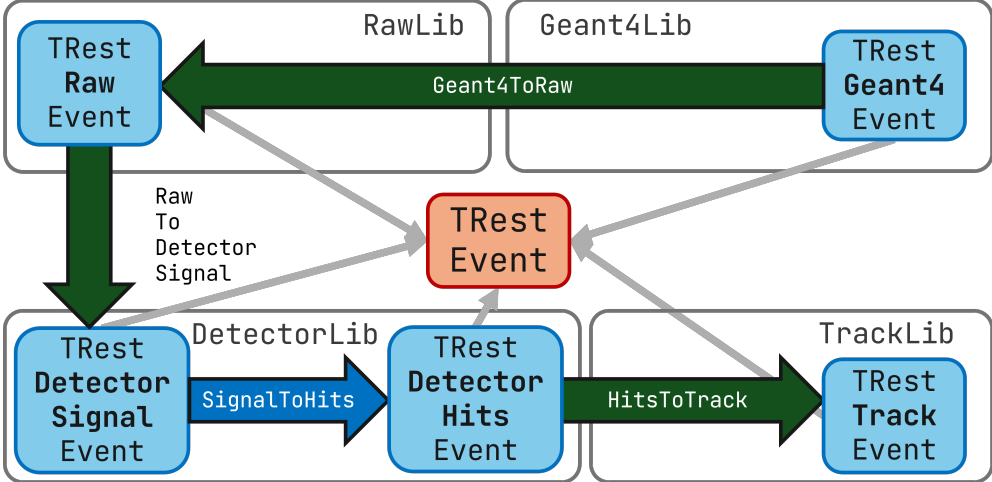 RawLib
Geant4Lib
TRest
Raw
Event
Geant4ToRaw
TRest
Geant4
Event
Raw
To
Detector
Signal
TRest
Event
DetectorLib
TrackLib
TRest
Detector
Signal
Event
SignalToHits
TRest
Detector
Hits
Event
HitsToTrack
TRest
Track
Event